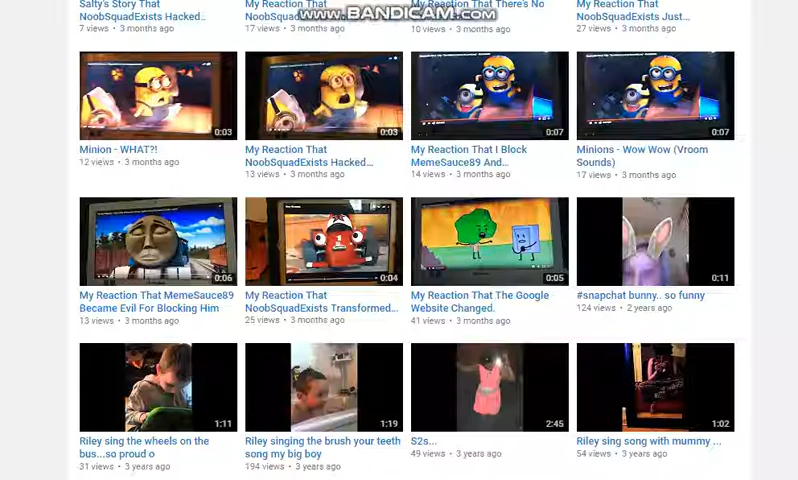 Salty's Story That
NoobSquadExists Hacked..
7 views • 3 months ago
My Reaction That
NoobSquadExists Hacked...
17 views • 3 months ago
My Reaction That There's No
10 views • 3 months ago
My Reaction That
NoobSquadExists Just...
27 views • 3 months ago
www.BANDICAM.com
0:03
0:03
0:07
0:07
Minion - WHAT?!
12 views • 3 months ago
My Reaction That
NoobSquadExists Hacked...
13 views • 3 months ago
My Reaction That I Block
MemeSauce89 And...
14 views • 3 months ago
Minions - Wow Wow (Vroom
Sounds)
17 views • 3 months ago
0:06
0:04
0:05
0:11
My Reaction That MemeSauce89
Became Evil For Blocking Him
13 views • 3 months ago
My Reaction That
NoobSquadExists Transformed...
25 views • 3 months ago
My Reaction That The Google
Website Changed.
41 views • 3 months ago
#snapchat bunny.. so funny
124 views • 2 years ago
1:11
1:19
2:45
1:02
Riley sing the wheels on the
bus...so proud o
31 views • 3 years ago
Riley singing the brush your teeth
song my big boy
194 views • 3 years ago
S2s...
49 views • 3 years ago
Riley sing song with mummy ...
54 views • 3 years ago